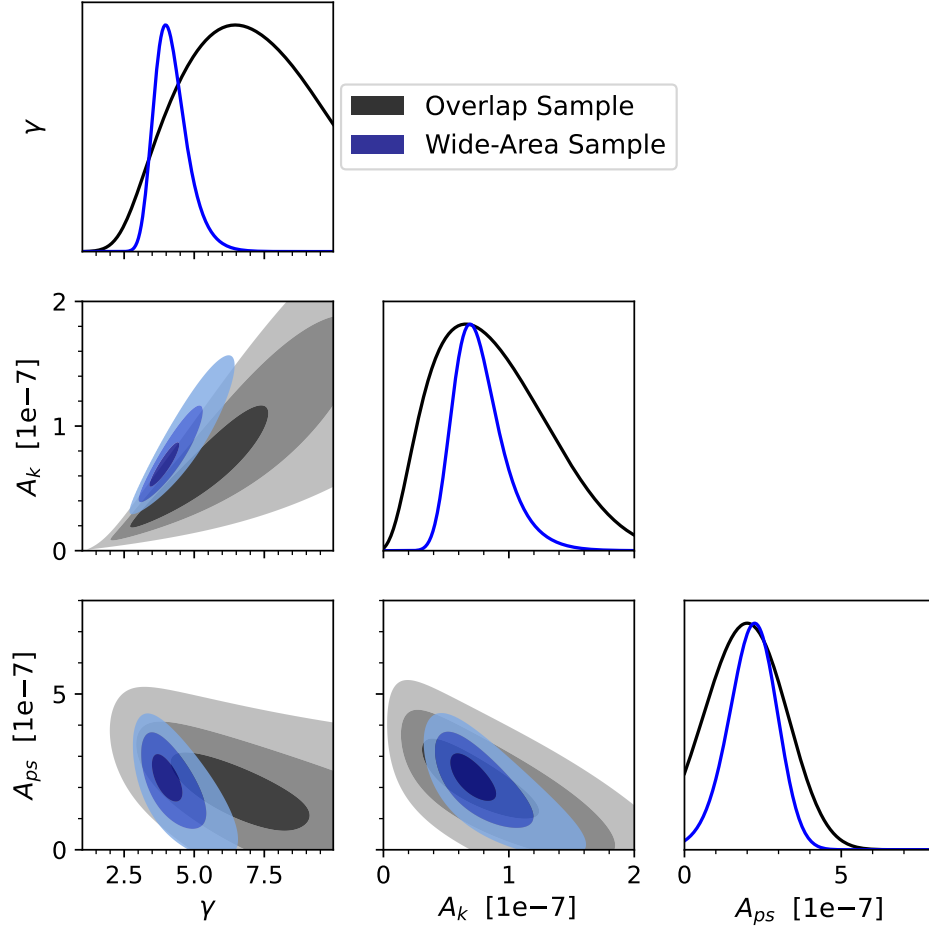 γ
Overlap Sample
Wide-Area Sample
2
1
0
A_k [1e−7]
5
0
A_ps [1e−7]
2.5 5.0 7.5
γ
1 2
A_k [1e−7]
0 5
A_ps [1e−7]